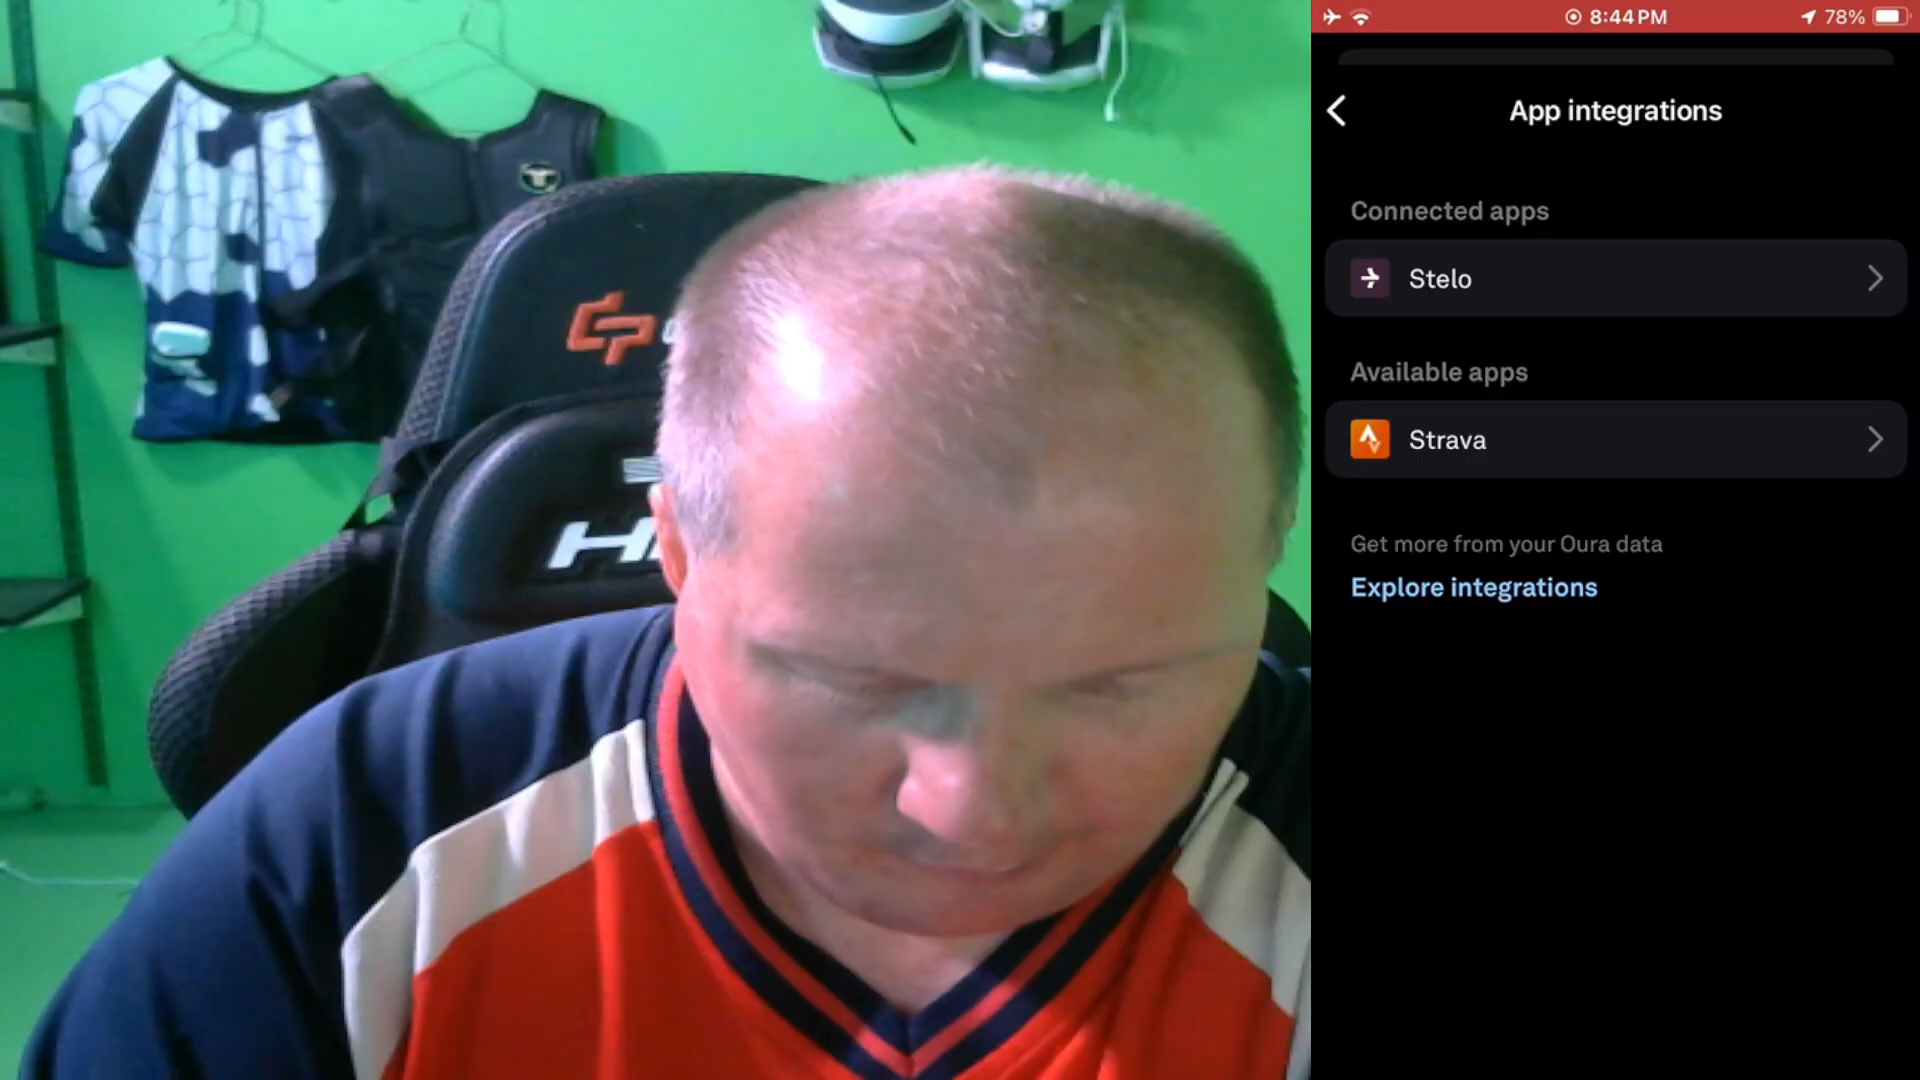 8:44 PM
78%
App integrations
Connected apps
Stelo
Available apps
Strava
Get more from your Oura data
Explore integrations